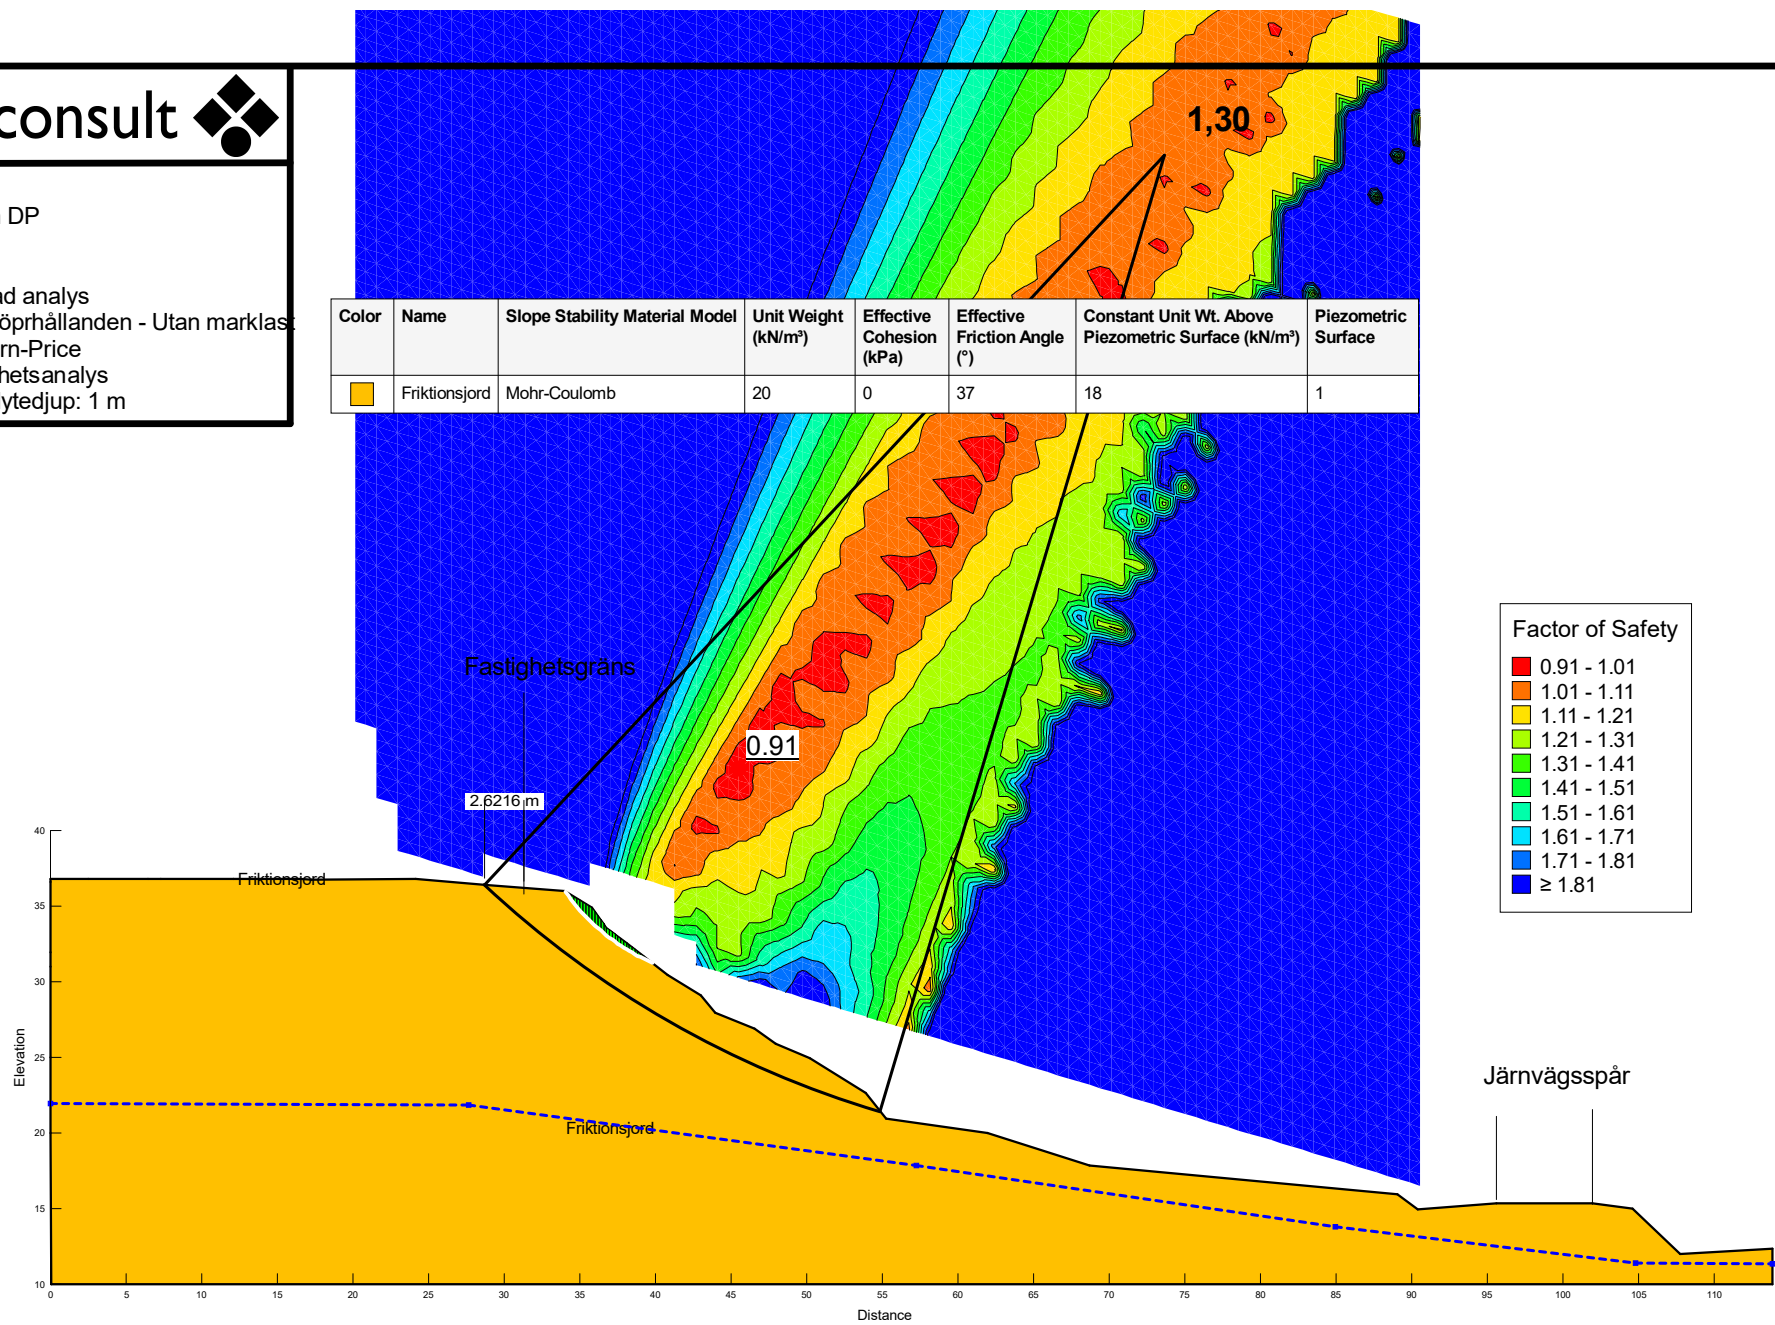 consult
DP
ad analys
öprhållanden - Utan marklast
rn-Price
hetsanalys
ytedjup: 1 m
1,30
Color Name Slope Stability Material Model Unit Weight (kN/m³) Effective Cohesion (kPa) Effective Friction Angle (°) Constant Unit Wt. Above Piezometric Surface (kN/m³) Piezometric Surface
Friktionsjord Mohr-Coulomb 20 0 37 18 1
Factor of Safety
0.91 - 1.01
1.01 - 1.11
1.11 - 1.21
1.21 - 1.31
1.31 - 1.41
1.41 - 1.51
1.51 - 1.61
1.61 - 1.71
1.71 - 1.81
≥ 1.81
Fastighetsgräns
0.91
2.6216 m
Friktionsjord
Friktionsjord
Järnvägsspår
Elevation
40
35
30
25
20
15
10
0 5 10 15 20 25 30 35 40 45 50 55 60 65 70 75 80 85 90 95 100 105 110
Distance